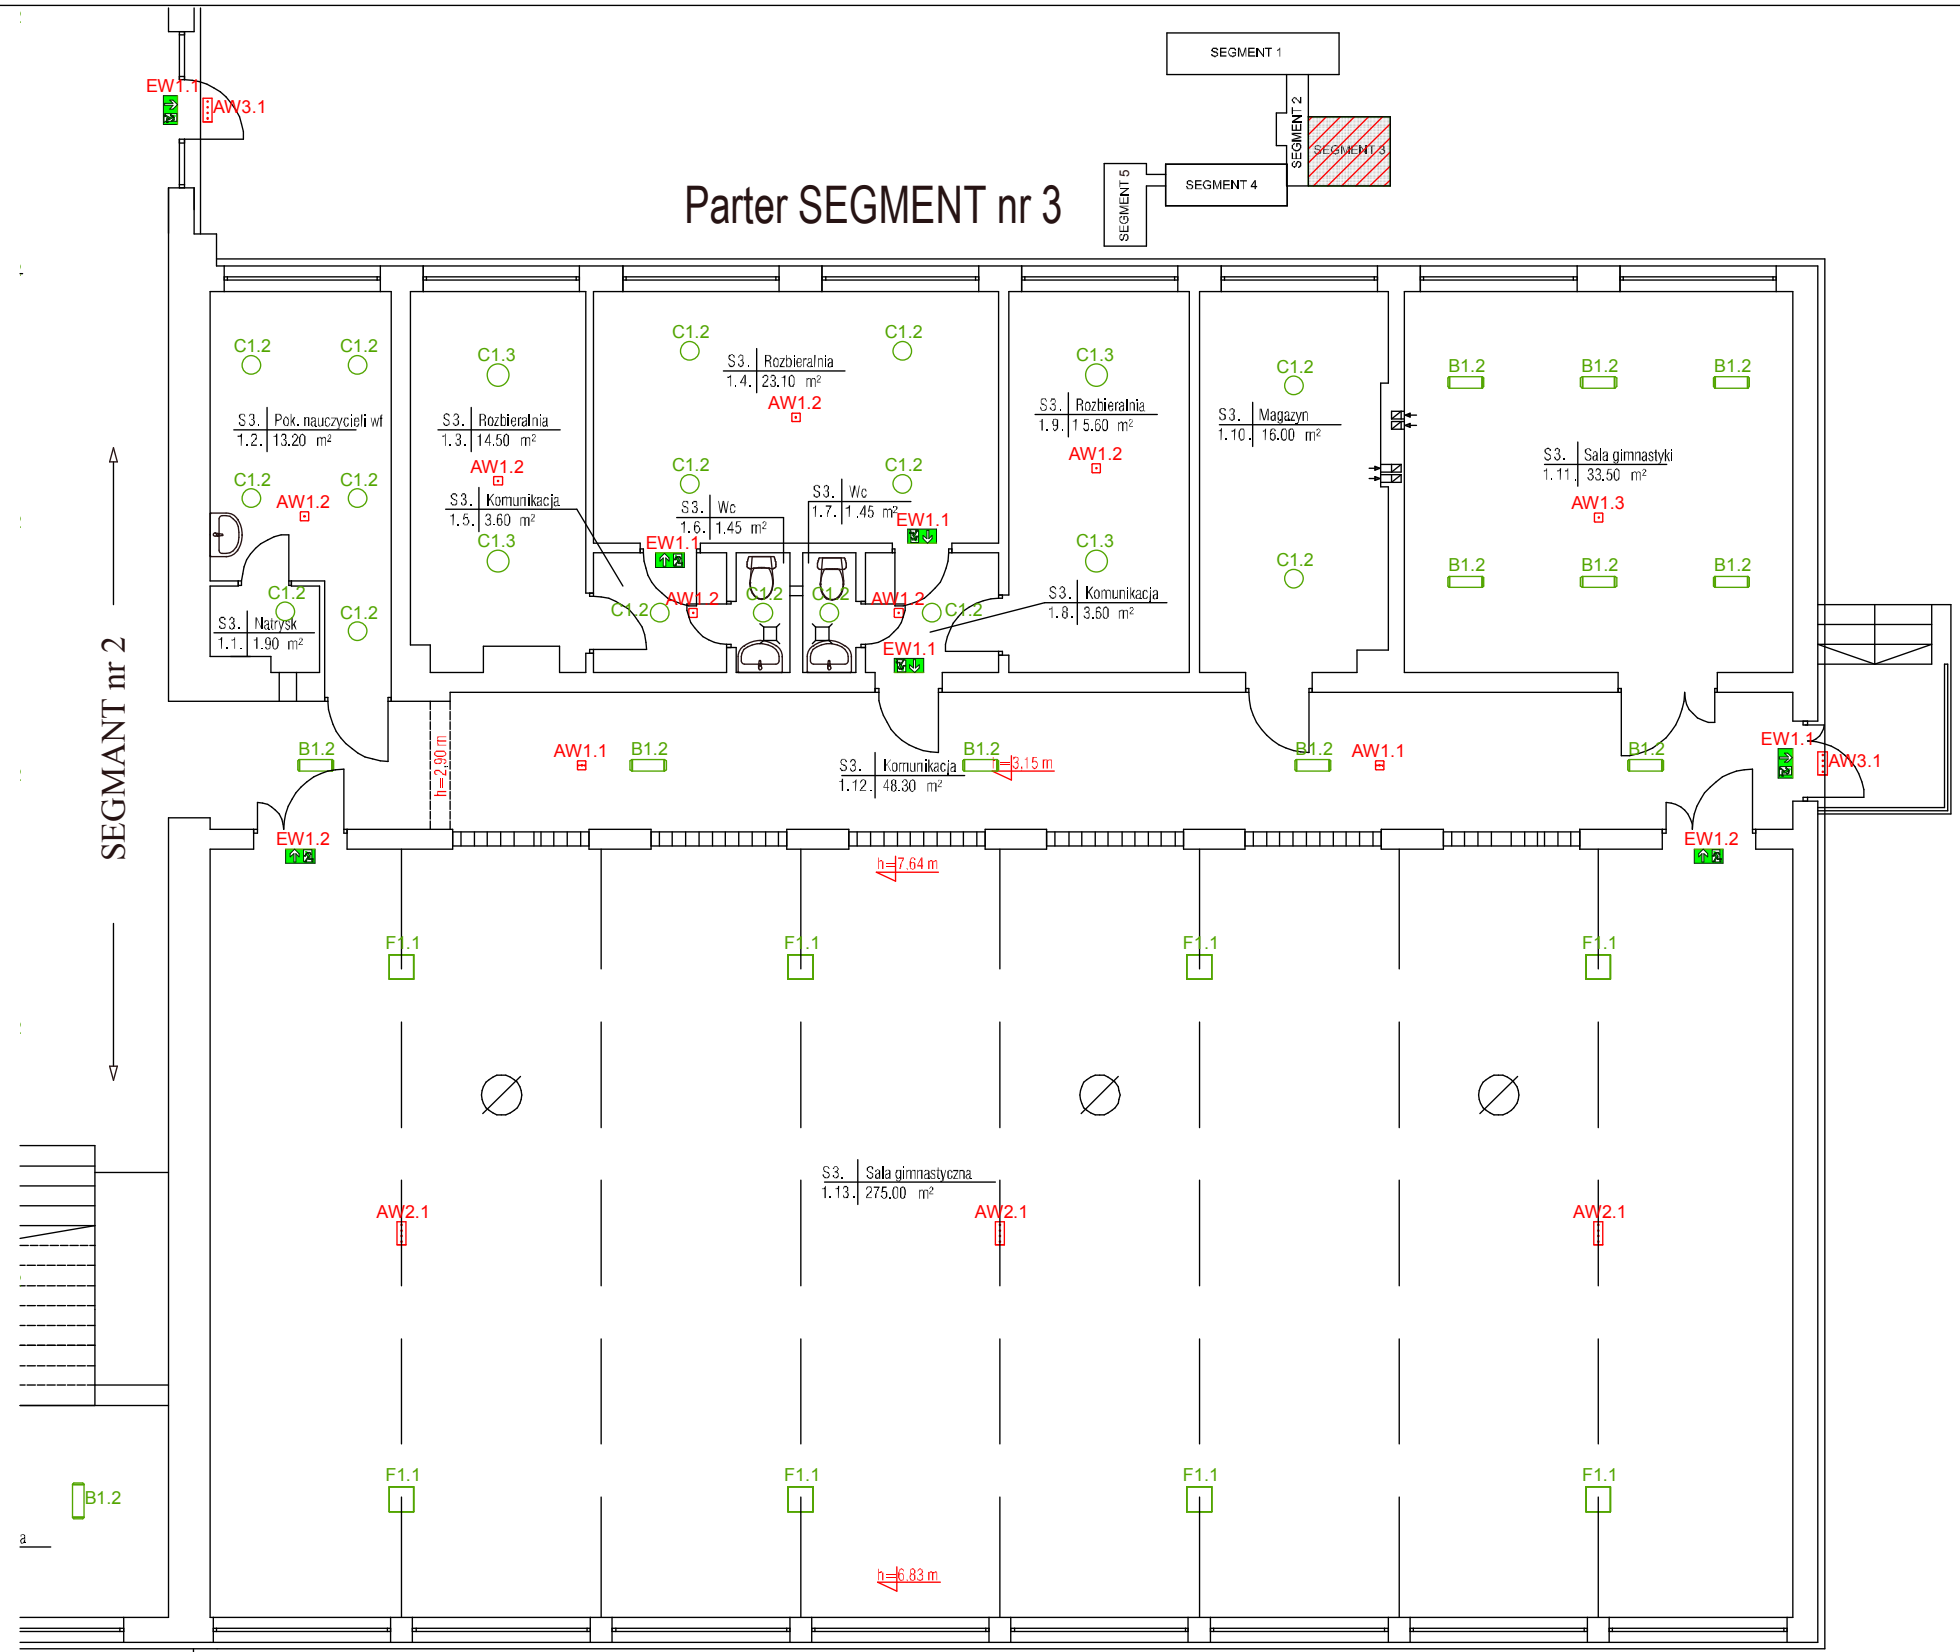 SEGMENT 1
EW1.1
AW3.1
SEGMENT 2
SEGMENT 3
SEGMENT 4
SEGMENT 5
Parter SEGMENT nr 3
C1.2
C1.2
C1.3
C1.2
C1.2
C1.3
C1.2
B1.2
B1.2
B1.2
S3. Rozbieralnia
1.4. 23.10 m²
AW1.2
S3. Pok. nauczycieli wf
1.2. 13.20 m²
S3. Rozbieralnia
1.3. 14.50 m²
S3. Rozbieralnia
1.9. 15.60 m²
S3. Magazyn
1.10. 16.00 m²
S3. Sala gimnastyki
1.11. 33.50 m²
AW1.2
AW1.2
AW1.3
C1.2
C1.2
AW1.2
C1.2
C1.2
S3. Komunikacja
1.5. 3.60 m²
S3. Wc
1.6. 1.45 m²
S3. Wc
1.7. 1.45 m²
EW1.1
EW1.1
C1.3
C1.3
C1.2
B1.2
B1.2
B1.2
C1.2
C1.2
S3. Natrysk
1.1. 1.90 m²
C1.2
AW1.2
C1.2
C1.2
AW1.2
C1.2
S3. Komunikacja
1.8. 3.60 m²
EW1.1
SEGMANT nr 2
B1.2
h=2,90 m
AW1.1
B1.2
S3. Komunikacja
1.12. 48.30 m²
B1.2
h=3,15 m
B1.2
AW1.1
B1.2
EW1.1
AW3.1
EW1.2
EW1.2
h=7,64 m
F1.1
F1.1
F1.1
F1.1
S3. Sala gimnastyczna
1.13. 275.00 m²
AW2.1
AW2.1
AW2.1
F1.1
F1.1
F1.1
F1.1
B1.2
a
h=6,83 m